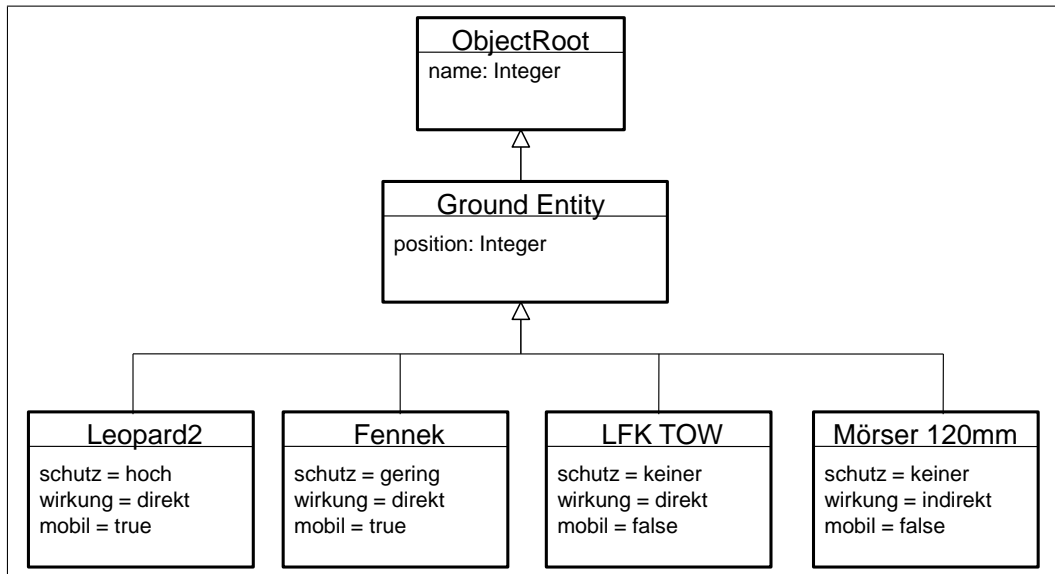 ObjectRoot
name: Integer
Ground Entity
position: Integer
Leopard2
schutz = hoch
wirkung = direkt
mobil = true
Fennek
schutz = gering
wirkung = direkt
mobil = true
LFK TOW
schutz = keiner
wirkung = direkt
mobil = false
Mörser 120mm
schutz = keiner
wirkung = indirekt
mobil = false